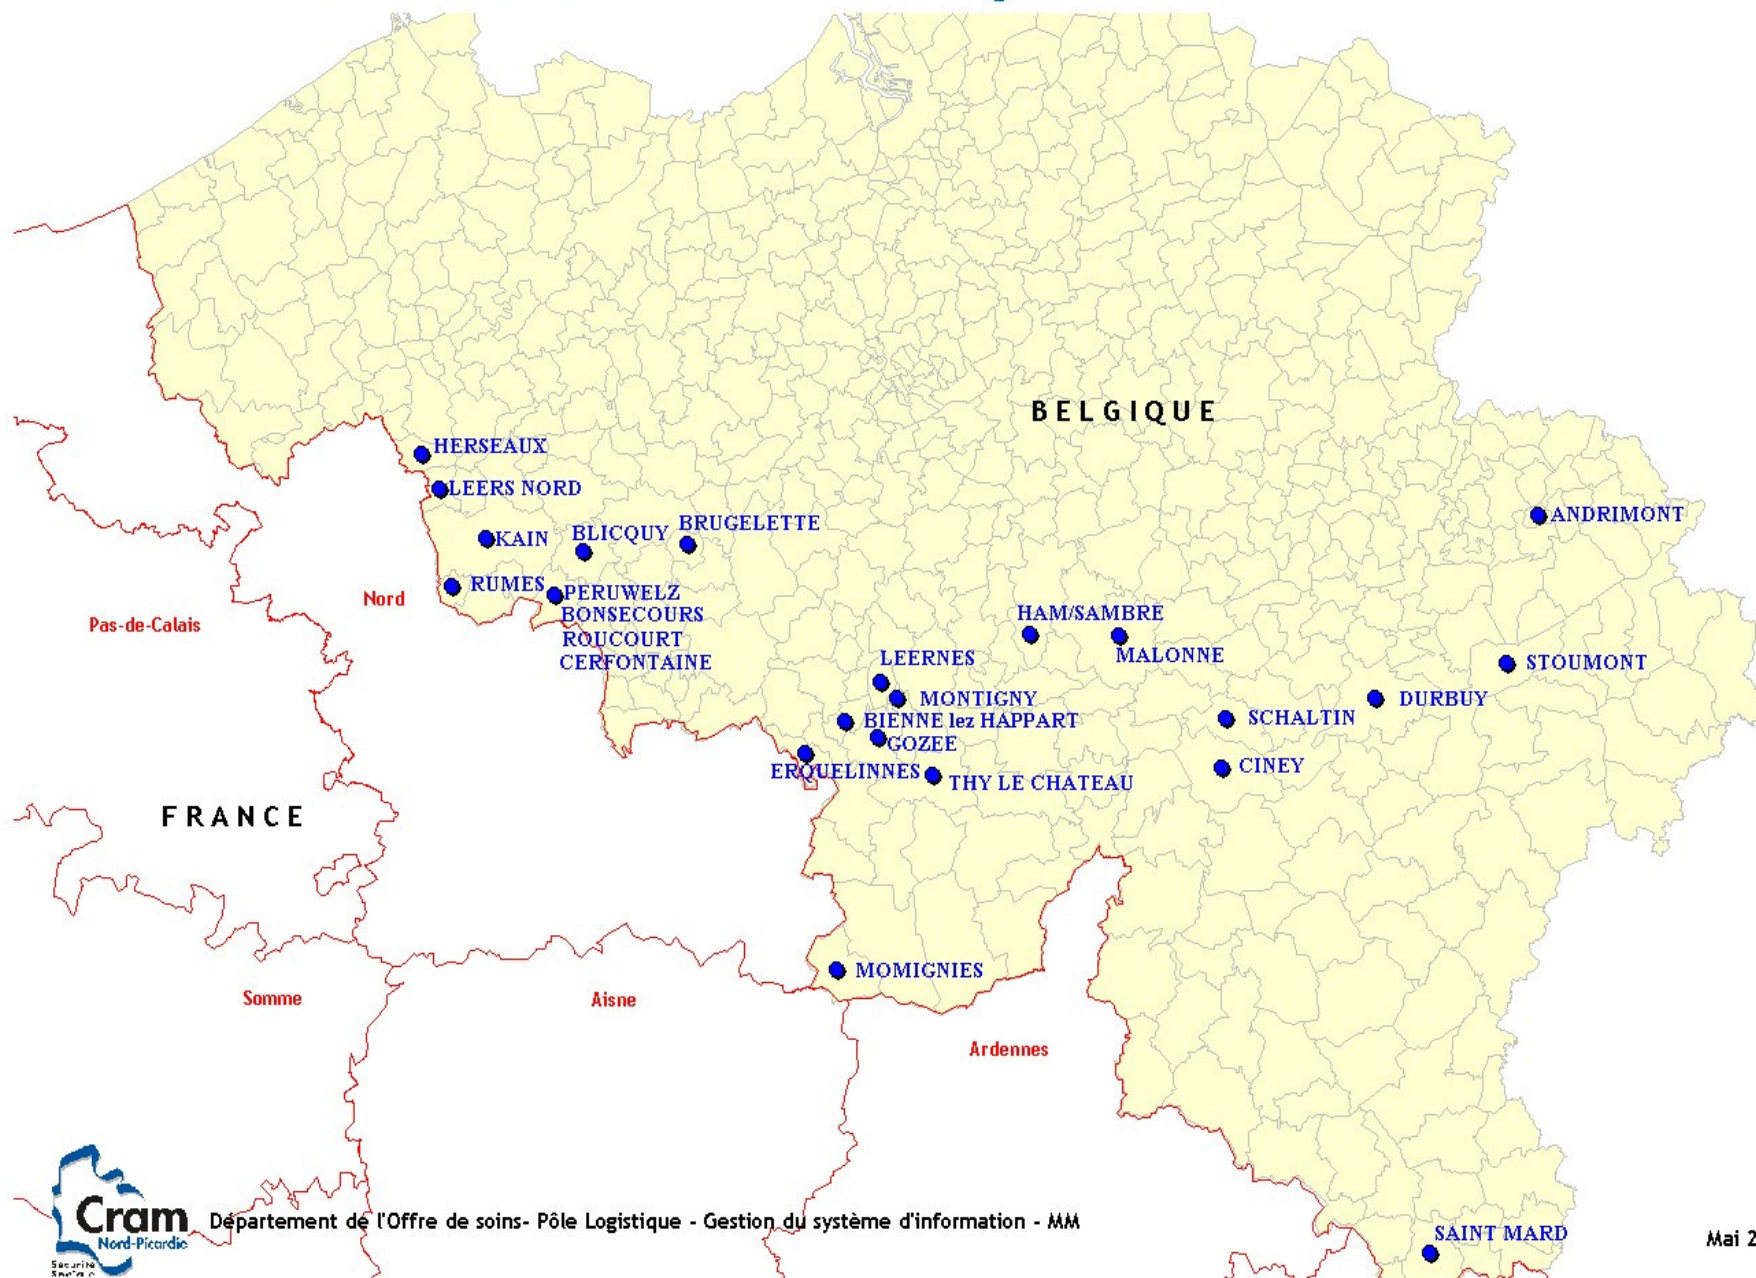 BELGIQUE
HERSEAUX
LEERS NORD
ANDRIMONT
BRUGELETTE
BLICQUY
KAIN
RUMES
PERUWELZ
BONSECOURS
ROUCOURT
CERFONTAINE
Nord
Pas-de-Calais
HAM/SAMBRE
MALONNE
LEERNES
STOUMONT
MONTIGNY
DURBUY
BIENNE lez HAPPART
SCHALTIN
GOZEE
ERQUELINNES
THY LE CHATEAU
CINEY
FRANCE
MOMIGNIES
Somme
Aisne
Ardennes
Cram
Nord-Picardie
Département de l'Offre de soins- Pôle Logistique - Gestion du système d'information - MM
SAINT MARD
Mai 2